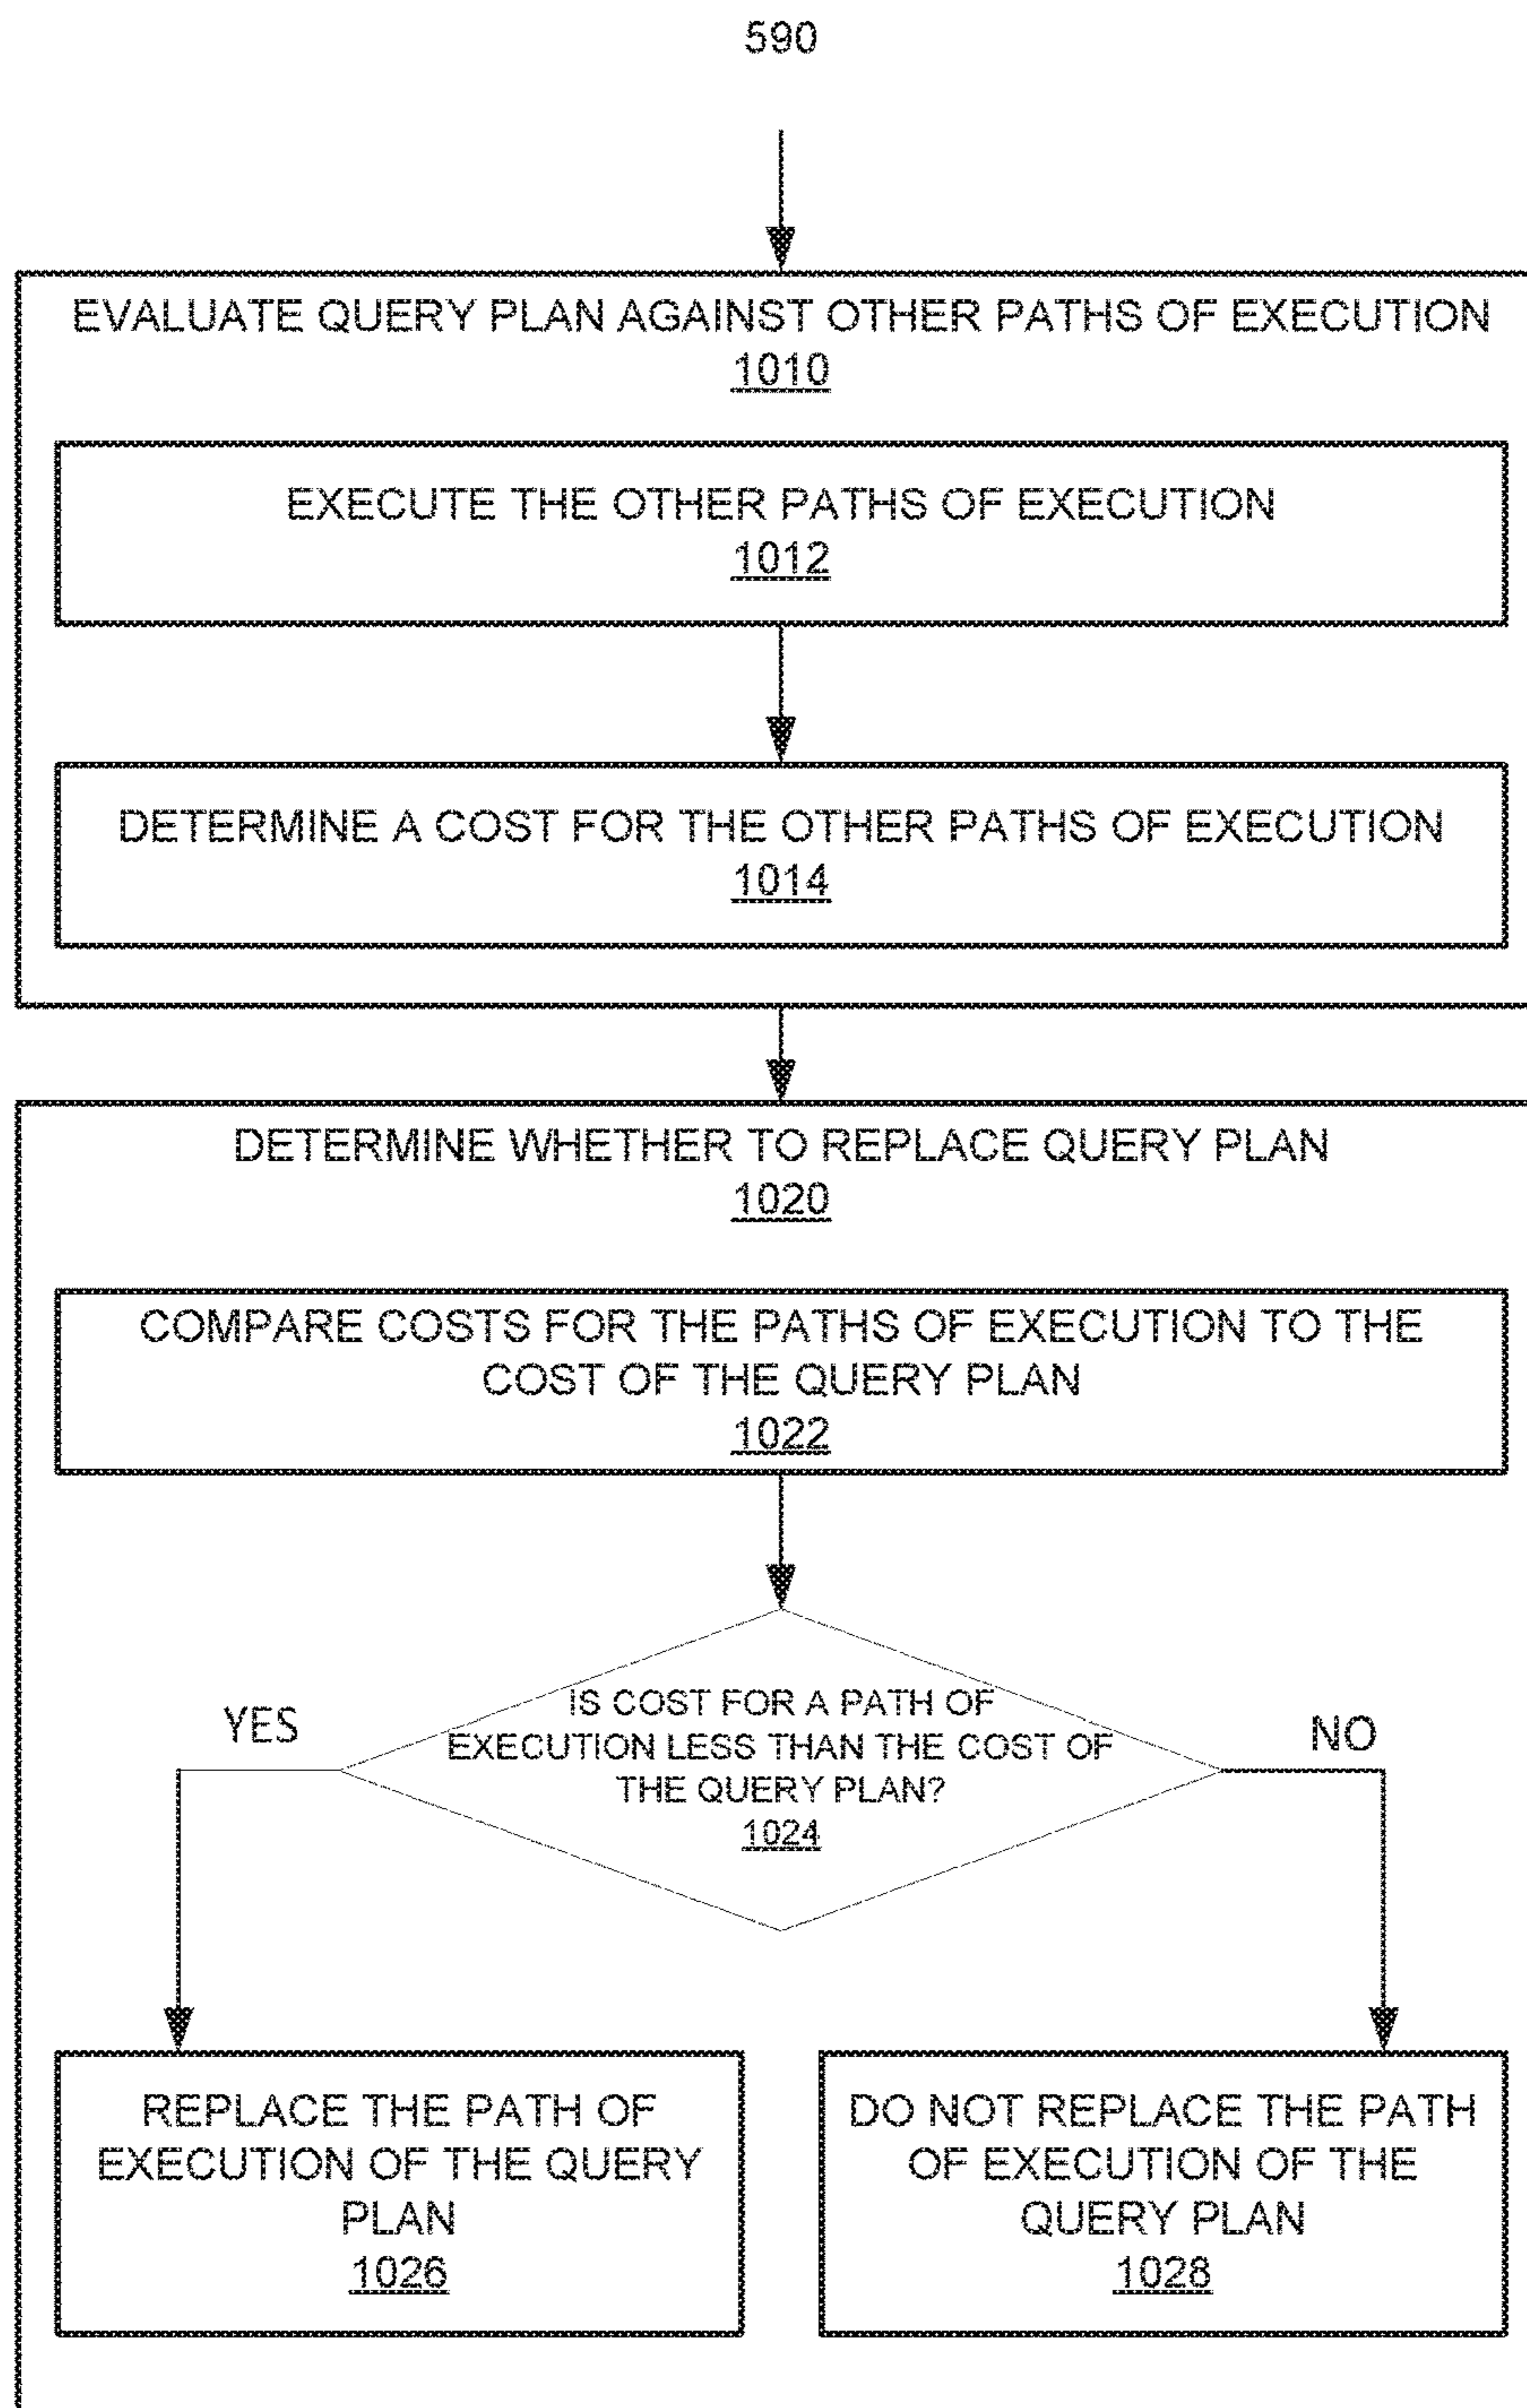 590
EVALUATE QUERY PLAN AGAINST OTHER PATHS OF EXECUTION
1010
EXECUTE THE OTHER PATHS OF EXECUTION
1012
DETERMINE A COST FOR THE OTHER PATHS OF EXECUTION
1014
DETERMINE WHETHER TO REPLACE QUERY PLAN
1020
COMPARE COSTS FOR THE PATHS OF EXECUTION TO THE
COST OF THE QUERY PLAN
1022
IS COST FOR A PATH OF
EXECUTION LESS THAN THE COST OF
THE QUERY PLAN?
1024
YES
NO
REPLACE THE PATH OF
EXECUTION OF THE QUERY
PLAN
1026
DO NOT REPLACE THE PATH
OF EXECUTION OF THE
QUERY PLAN
1028